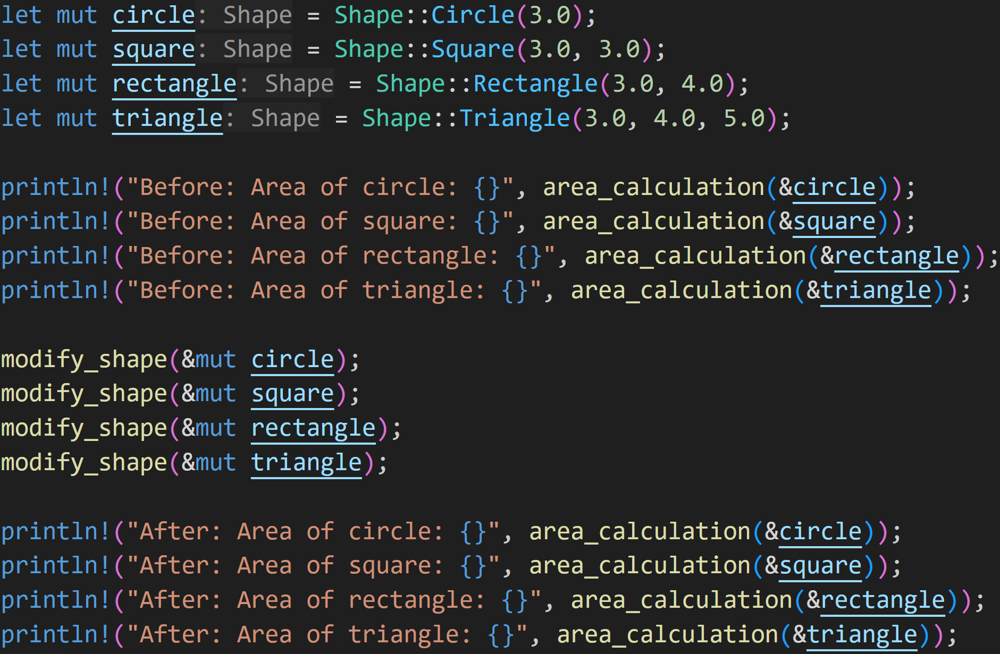 let mut circle: Shape = Shape::Circle(3.0);
let mut square: Shape = Shape::Square(3.0, 3.0);
let mut rectangle: Shape = Shape::Rectangle(3.0, 4.0);
let mut triangle: Shape = Shape::Triangle(3.0, 4.0, 5.0);
println!("Before: Area of circle: {}", area_calculation(&circle));
println!("Before: Area of square: {}", area_calculation(&square));
println!("Before: Area of rectangle: {}", area_calculation(&rectangle));
println!("Before: Area of triangle: {}", area_calculation(&triangle));
modify_shape(&mut circle);
modify_shape(&mut square);
modify_shape(&mut rectangle);
modify_shape(&mut triangle);
println!("After: Area of circle: {}", area_calculation(&circle));
println!("After: Area of square: {}", area_calculation(&square));
println!("After: Area of rectangle: {}", area_calculation(&rectangle));
println!("After: Area of triangle: {}", area_calculation(&triangle));